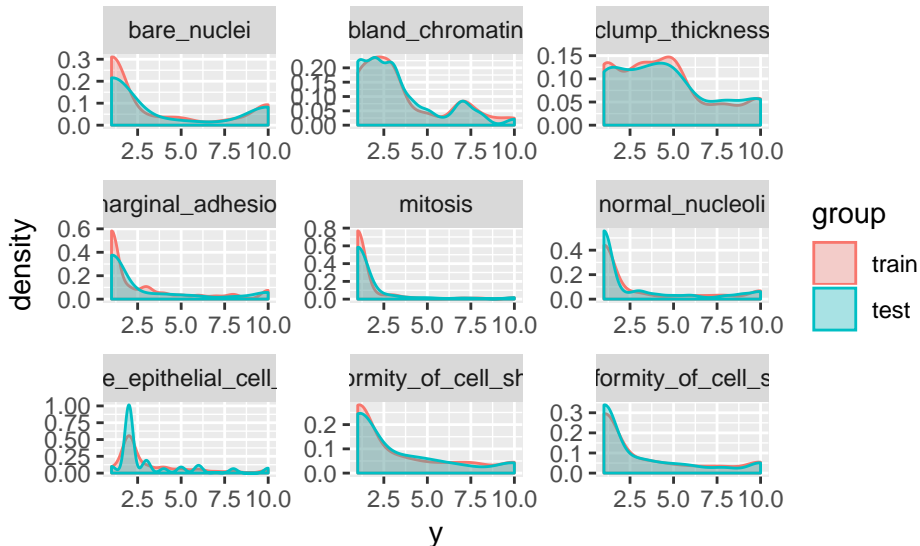 bare_nuclei
bland_chromatin
clump_thickness
0.3
0.2
0.1
0.0
0.20
0.15
0.10
0.05
0.00
0.15
0.10
0.05
0.00
2.5 5.0 7.5 10.0
2.5 5.0 7.5 10.0
2.5 5.0 7.5 10.0
marginal_adhesio
mitosis
normal_nucleoli
0.6
0.4
0.2
0.0
0.8
0.6
0.4
0.2
0.0
0.4
0.2
0.0
2.5 5.0 7.5 10.0
2.5 5.0 7.5 10.0
2.5 5.0 7.5 10.0
e_epithelial_cell_
ormity_of_cell_sh
formity_of_cell_s
1.00
0.75
0.50
0.25
0.00
0.2
0.1
0.0
0.3
0.2
0.1
0.0
2.5 5.0 7.5 10.0
2.5 5.0 7.5 10.0
2.5 5.0 7.5 10.0
density
y
group
train
test